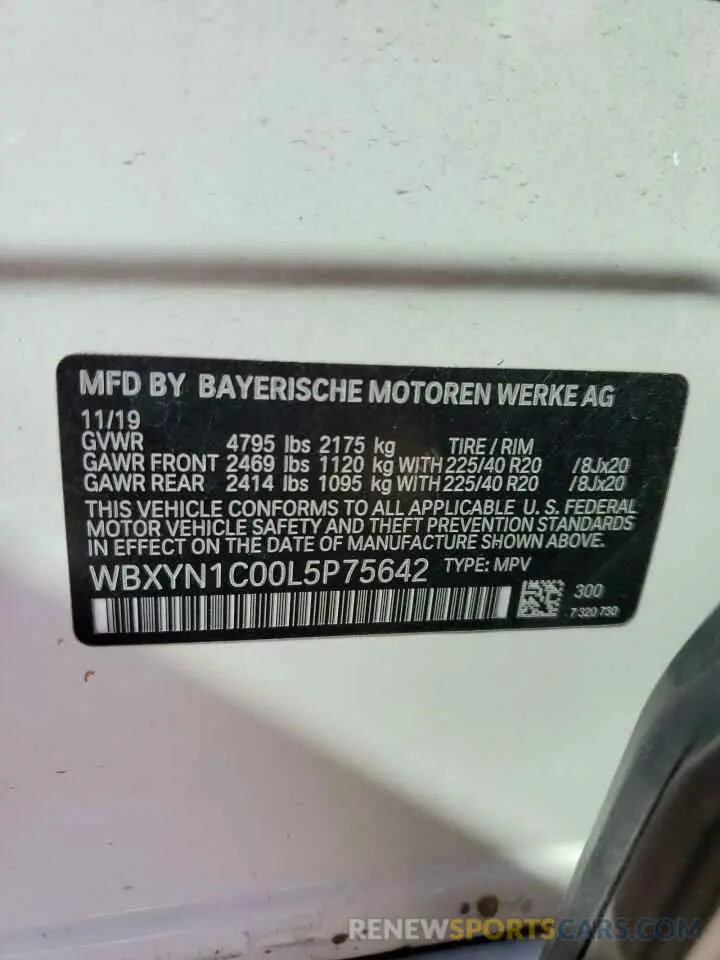 MFD BY BAYERISCHE MOTOREN WERKE AG
11/19
GVWR 4795 lbs 2175 kg TIRE / RIM
GAWR FRONT 2469 lbs 1120 kg WITH 225/40 R20 /8Jx20
GAWR REAR 2414 lbs 1095 kg WITH 225/40 R20 /8Jx20
THIS VEHICLE CONFORMS TO ALL APPLICABLE U. S. FEDERAL
MOTOR VEHICLE SAFETY AND THEFT PREVENTION STANDARDS
IN EFFECT ON THE DATE OF MANUFACTURE SHOWN ABOVE.
WBXYN1C00L5P75642 TYPE: MPV
300
7 320 730
RENEWSPORTSCARS.COM